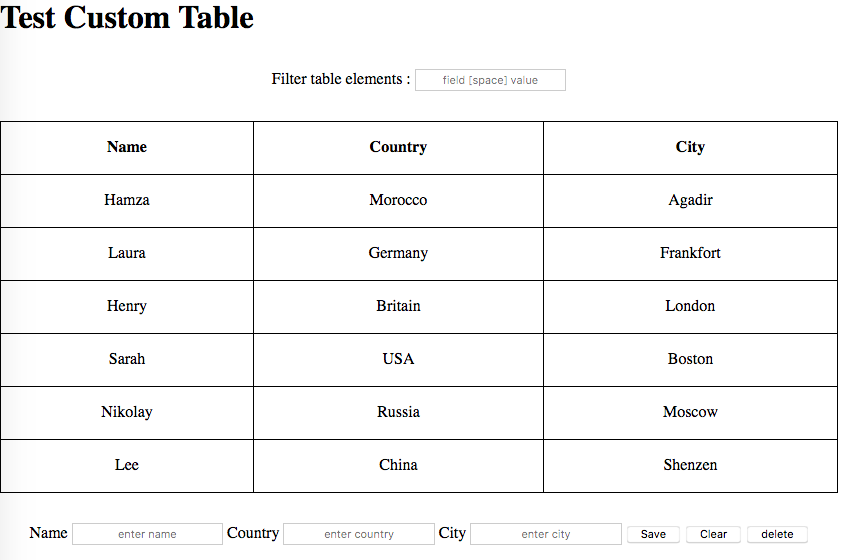 Test Custom Table
Filter table elements : field [space] value
Name Country City
Hamza Morocco Agadir
Laura Germany Frankfort
Henry Britain London
Sarah USA Boston
Nikolay Russia Moscow
Lee China Shenzen
Name enter name Country enter country City enter city Save Clear delete